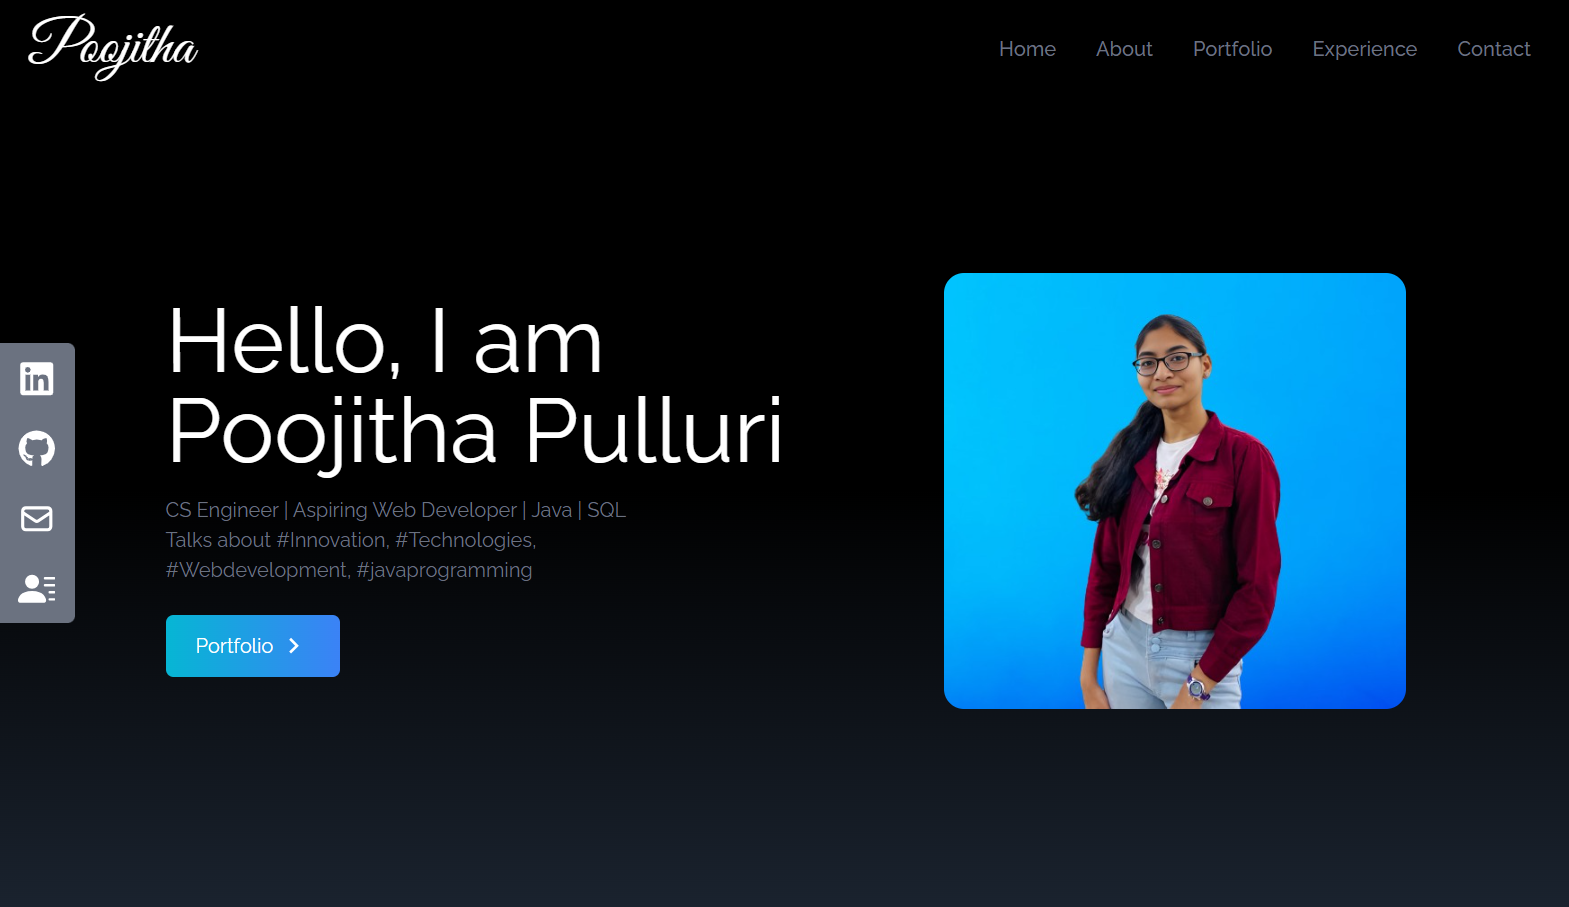 Poojitha
Home About Portfolio Experience Contact
Hello, I am
Poojitha Pulluri
in
CS Engineer | Aspiring Web Developer | Java | SQL
Talks about #Innovation, #Technologies,
#Webdevelopment, #javaprogramming
Portfolio